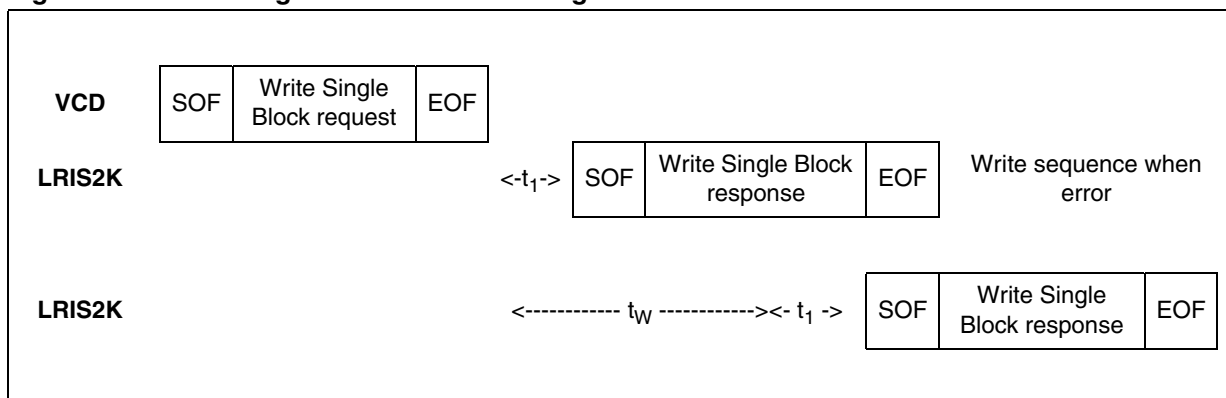 VCD SOF Write Single Block request EOF
LRIS2K <-t1-> SOF Write Single Block response EOF Write sequence when error
LRIS2K <------------ tW ------------><- t1 -> SOF Write Single Block response EOF